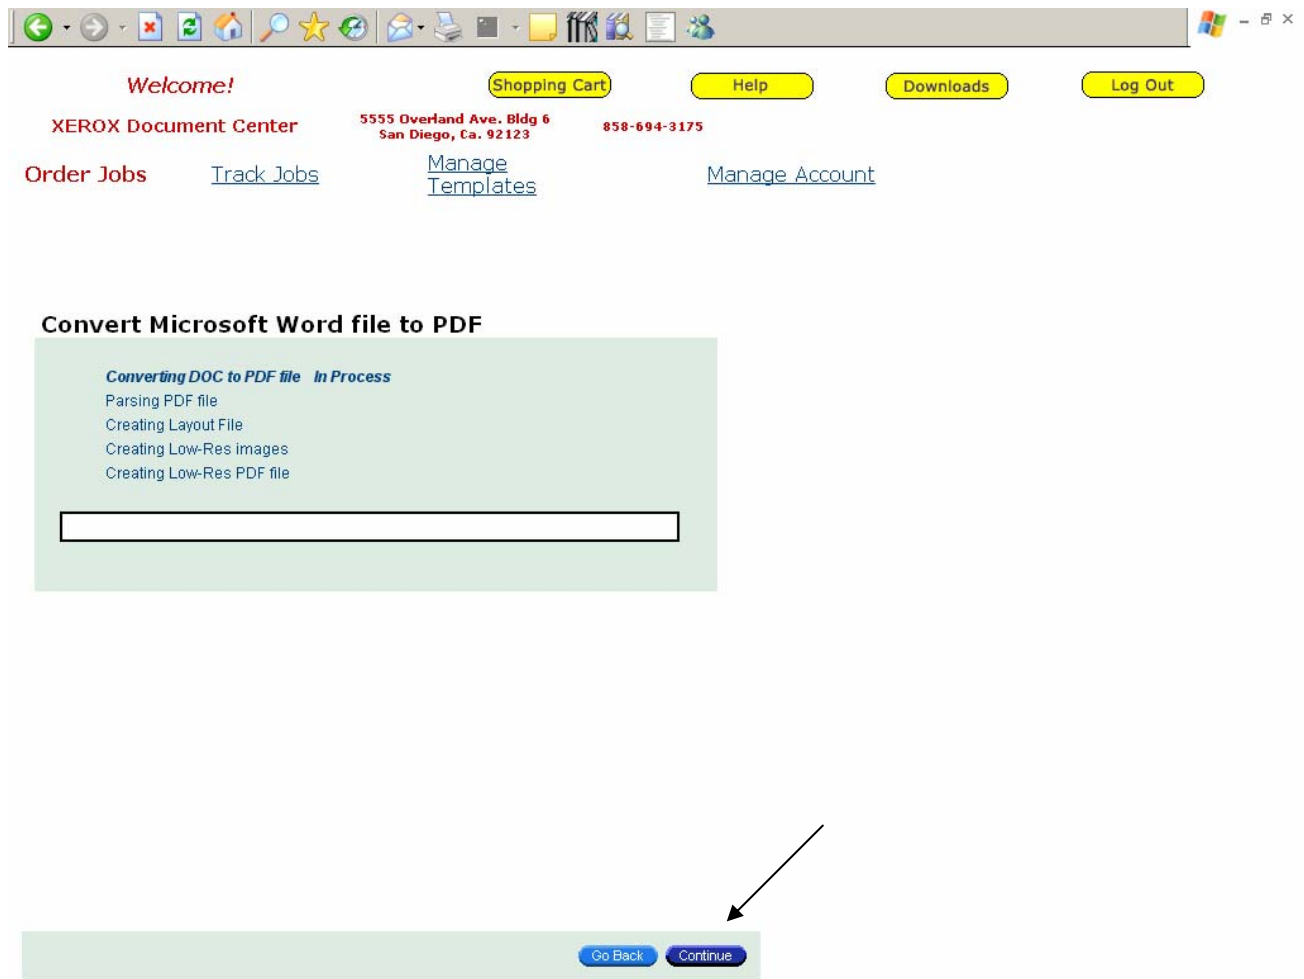 Welcome!
Shopping Cart
Help
Downloads
Log Out
XEROX Document Center
5555 Overland Ave. Bldg 6
San Diego, Ca. 92123
858-694-3175
Order Jobs
Track Jobs
Manage
Templates
Manage Account
Convert Microsoft Word file to PDF
Converting DOC to PDF file In Process
Parsing PDF file
Creating Layout File
Creating Low-Res images
Creating Low-Res PDF file
Go Back
Continue